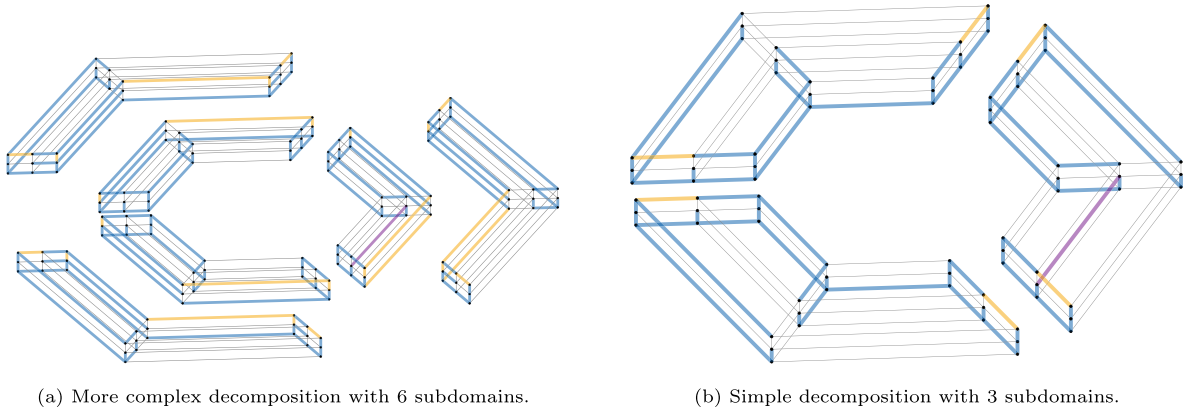 (a) More complex decomposition with 6 subdomains.
(b) Simple decomposition with 3 subdomains.